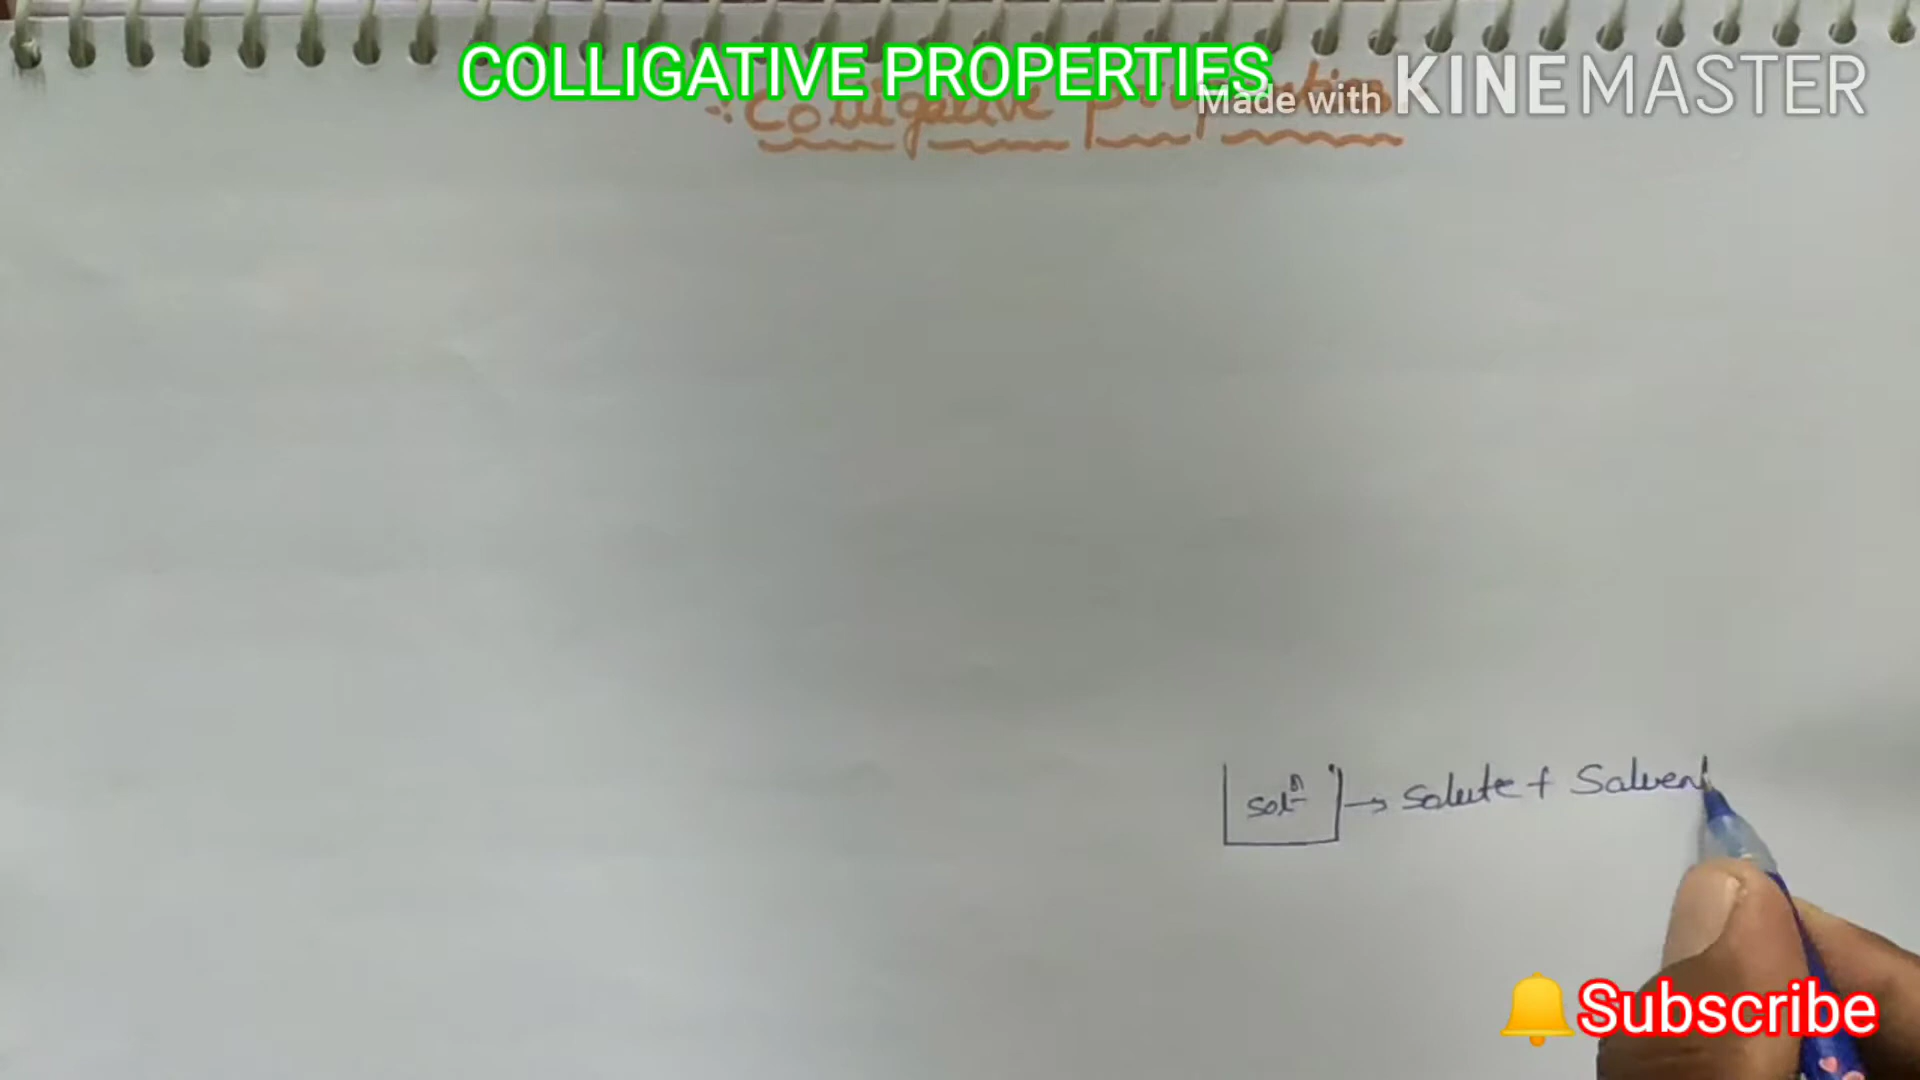 COLLIGATIVE PROPERTIES
Made with KINEMASTER
∴ Colligative properties
Solⁿ → Solute + Solvent
Subscribe